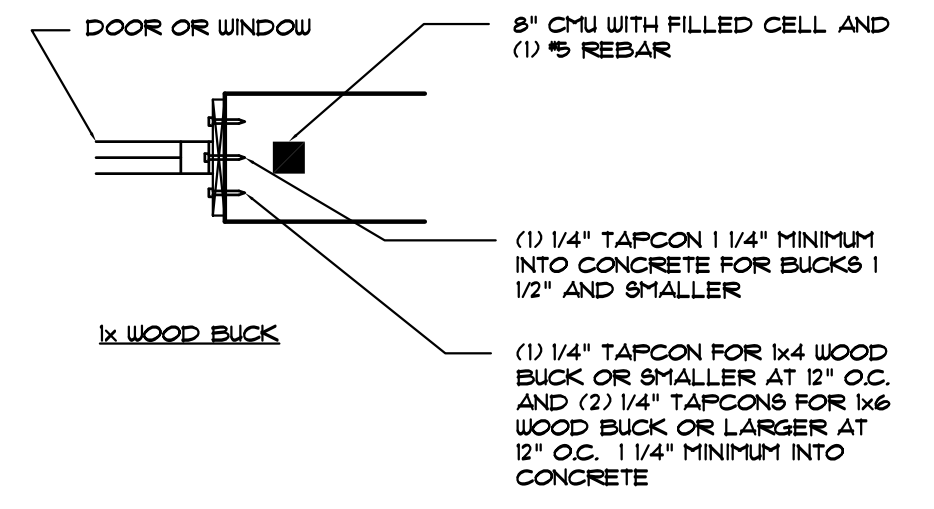 DOOR OR WINDOW
8" CMU WITH FILLED CELL AND
(1) #5 REBAR
(1) 1/4" TAPCON 1 1/4" MINIMUM
INTO CONCRETE FOR BUCKS 1
1/2" AND SMALLER
1x WOOD BUCK
(1) 1/4" TAPCON FOR 1x4 WOOD
BUCK OR SMALLER AT 12" O.C.
AND (2) 1/4" TAPCONS FOR 1x6
WOOD BUCK OR LARGER AT
12" O.C. 1 1/4" MINIMUM INTO
CONCRETE